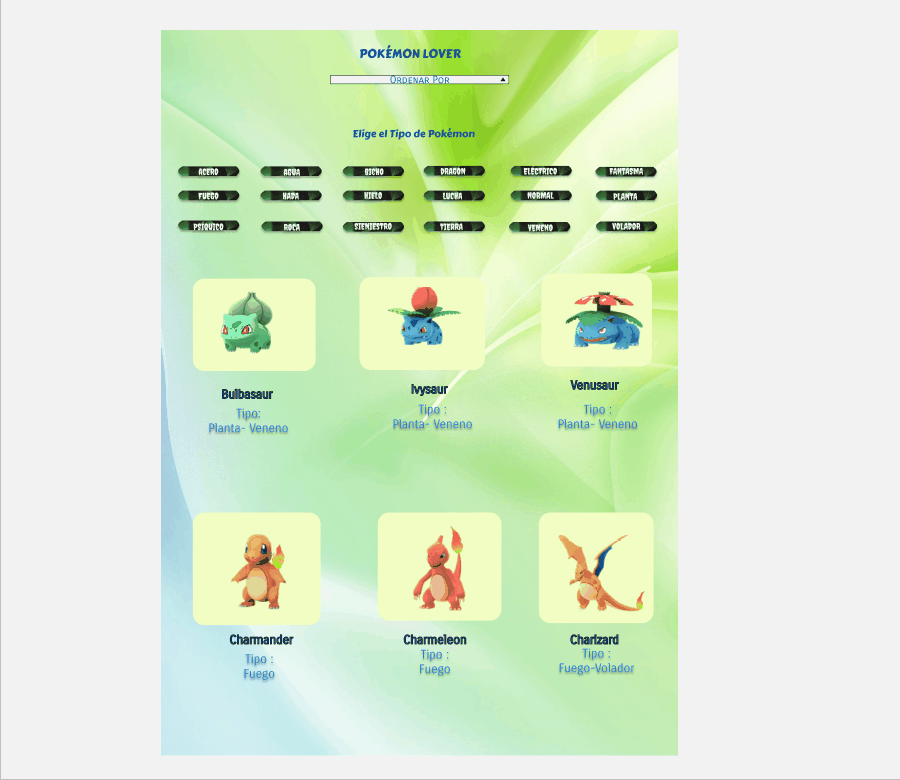 POKÉMON LOVER
Ordenar Por
Elige el Tipo de Pokémon
ACERO AGUA BICHO DRAGON ELÉCTRICO FANTASMA
FUEGO HADA HIELO LUCHA NORMAL PLANTA
PSÍQUICO ROCA SIENIESTRO TIERRA VENENO VOLADOR
Bulbasaur Ivysaur Venusaur
Tipo: Tipo : Tipo :
Planta- Veneno Planta- Veneno Planta- Veneno
Charmander Charmeleon Charizard
Tipo : Tipo : Tipo :
Fuego Fuego Fuego-Volador